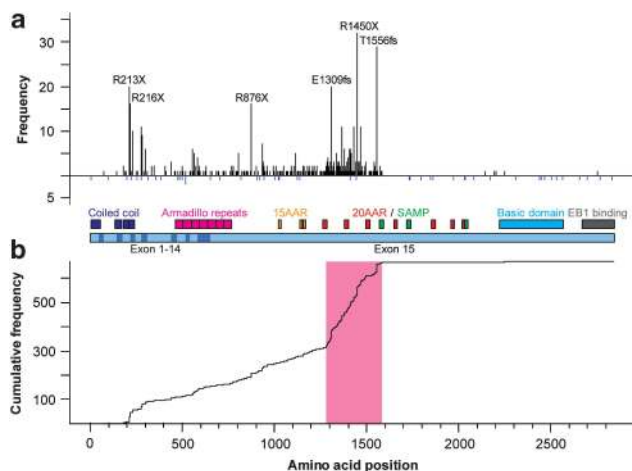 a
R1450X
T1556fs
30
R213X
E1309fs
20
R216X
R876X
10
Frequency
5
Coiled coil
Armadillo repeats
15AAR
20AAR / SAMP
Basic domain
EB1 binding
b
Exon 1-14
Exon 15
500
300
100
Cumulative frequency
0
500
1000
1500
2000
2500
Amino acid position